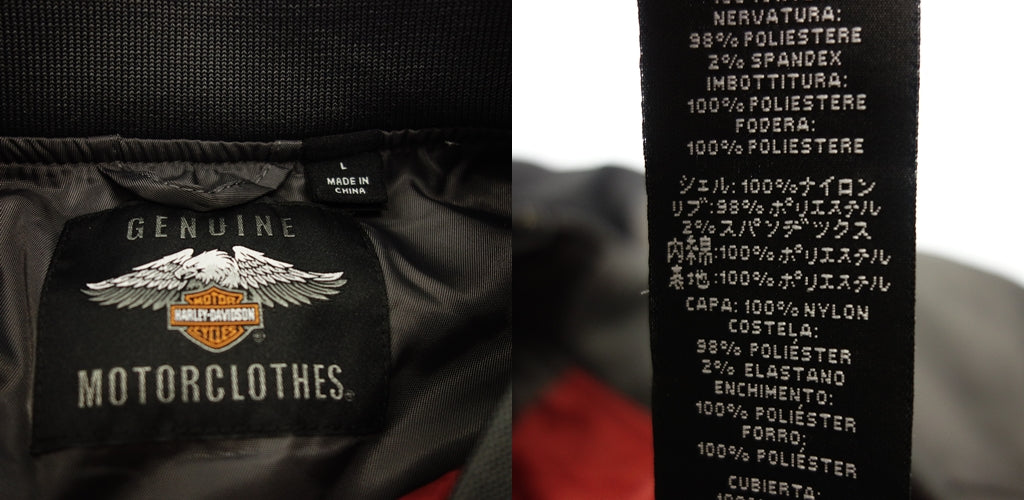 L
MADE IN
CHINA
GENUINE
MOTOR
HARLEY-DAVIDSON
CYCLES
MOTORCLOTHES
NERVATURA:
98% POLIESTERE
2% SPANDEX
IMBOTTITURA:
100% POLIESTERE
FODERA:
100% POLIESTERE
シェル: 100%ナイロン
リブ: 98% ポリエステル
2% スパンデックス
内綿:100% ポリエステル
素地:100% ポリエステル
CAPA: 100% NYLON
COSTELA:
98% POLIÉSTER
2% ELASTANO
ENCHIMENTO:
100% POLIÉSTER
FORRO:
100% POLIÉSTER
CUBIERTA